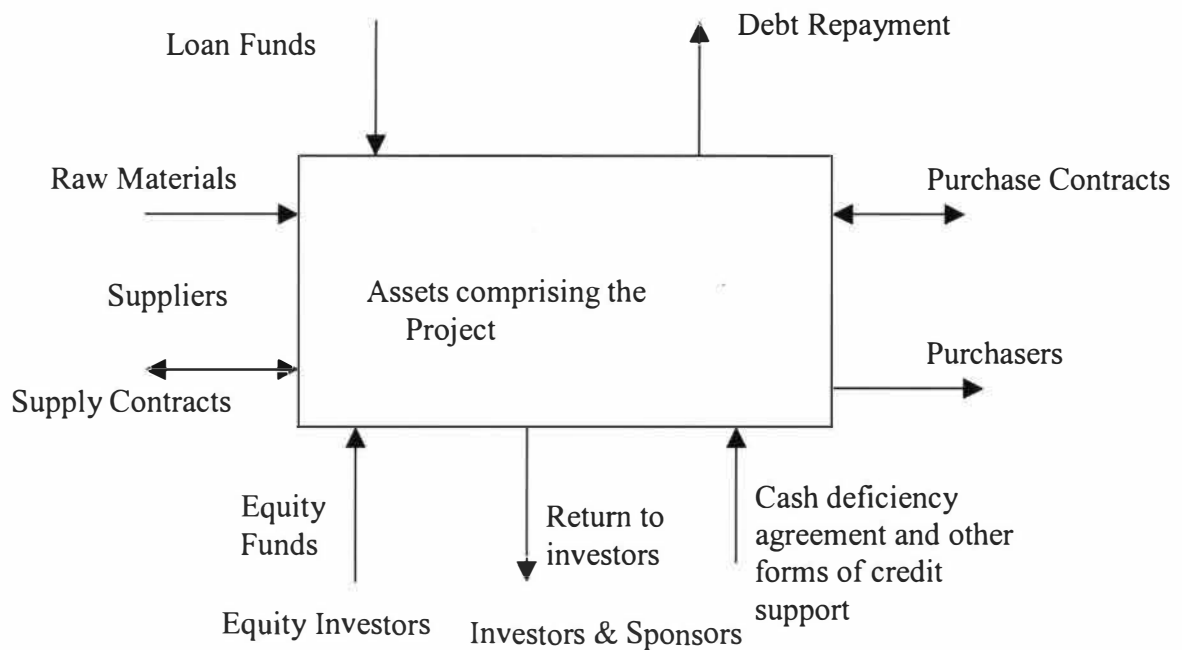 Loan Funds
Debt Repayment
Raw Materials
Purchase Contracts
Suppliers
Assets comprising the
Project
Purchasers
Supply Contracts
Equity
Funds
Return to
investors
Cash deficiency
agreement and other
forms of credit
support
Equity Investors
Investors & Sponsors